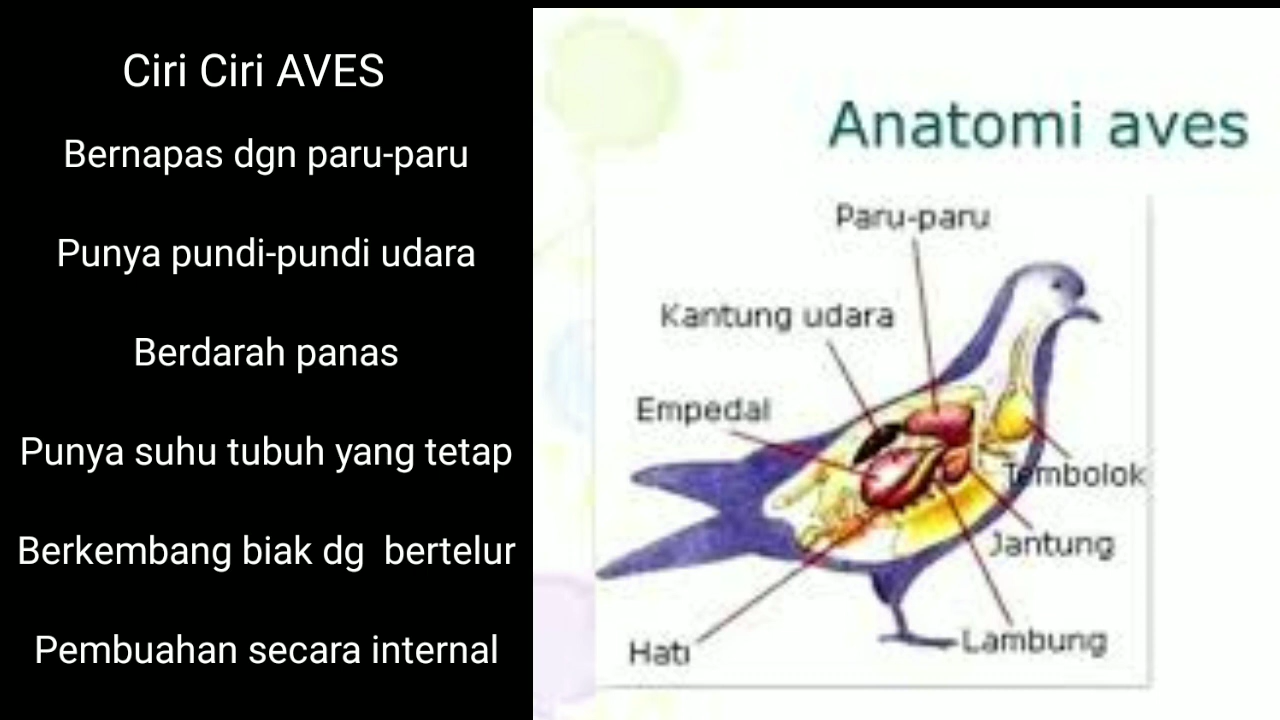 Ciri Ciri AVES
Bernapas dgn paru-paru
Punya pundi-pundi udara
Berdarah panas
Punya suhu tubuh yang tetap
Berkembang biak dg bertelur
Pembuahan secara internal
Anatomi aves
Paru-paru
Kantung udara
Empedal
Tembolok
Jantung
Lambung
Hati